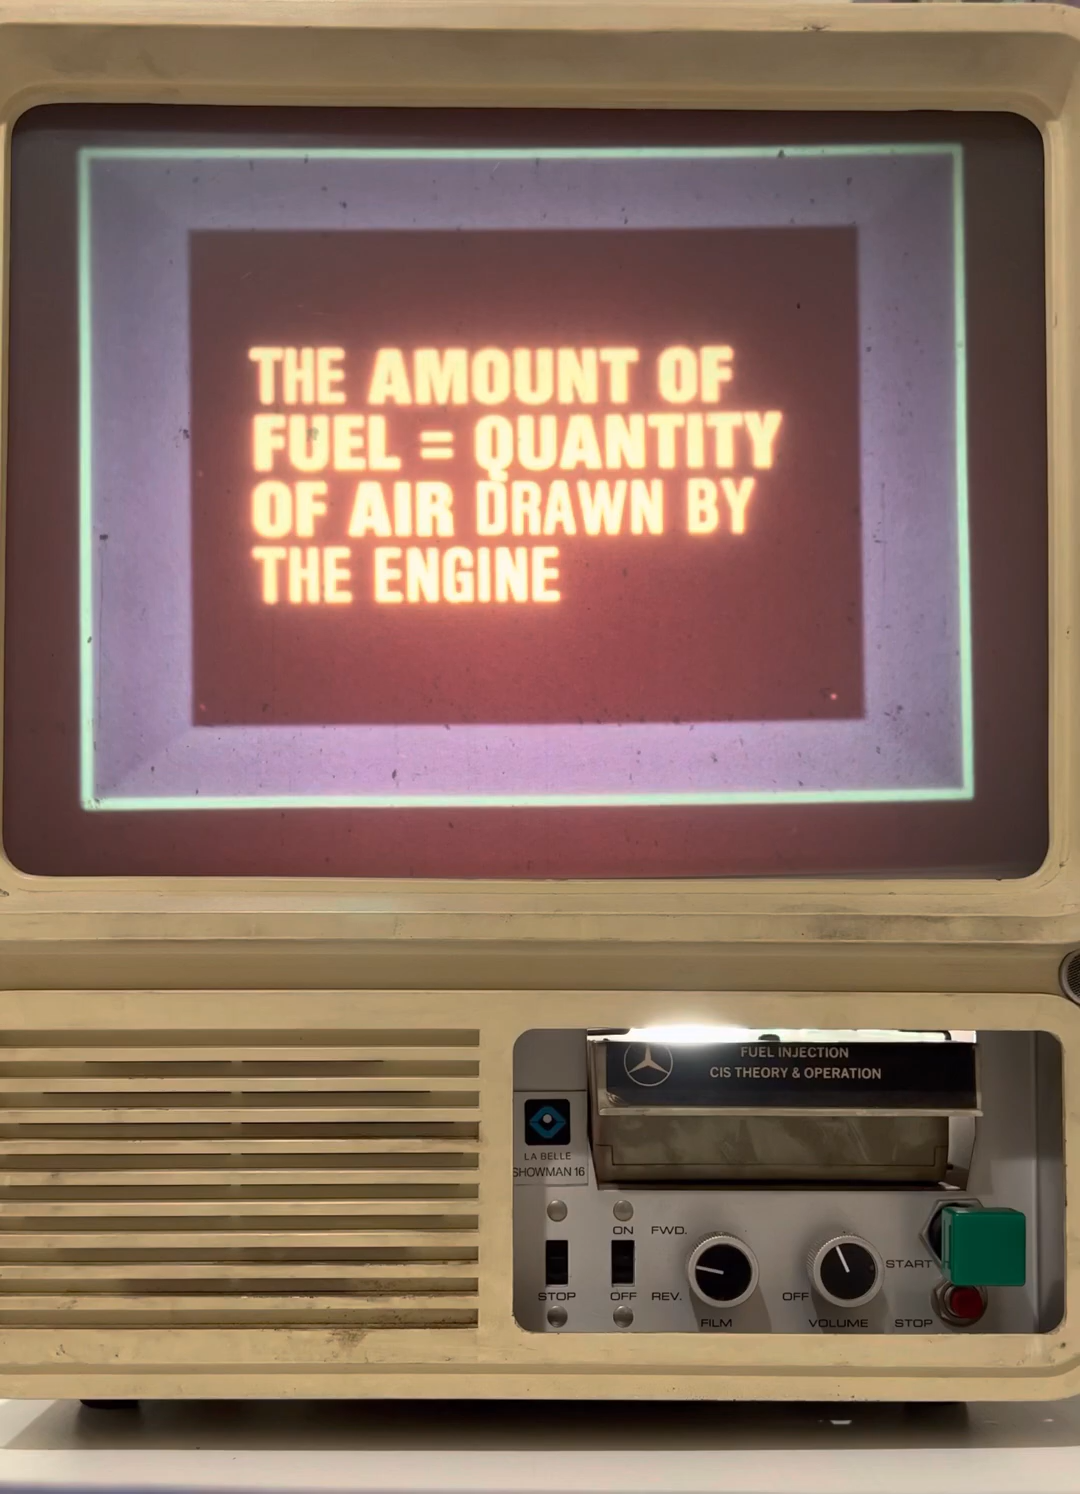 THE AMOUNT OF
FUEL = QUANTITY
OF AIR DRAWN BY
THE ENGINE
FUEL INJECTION
CIS THEORY & OPERATION
LA BELLE
SHOWMAN 16
ON FWD.
START
STOP OFF REV. OFF
FILM VOLUME STOP